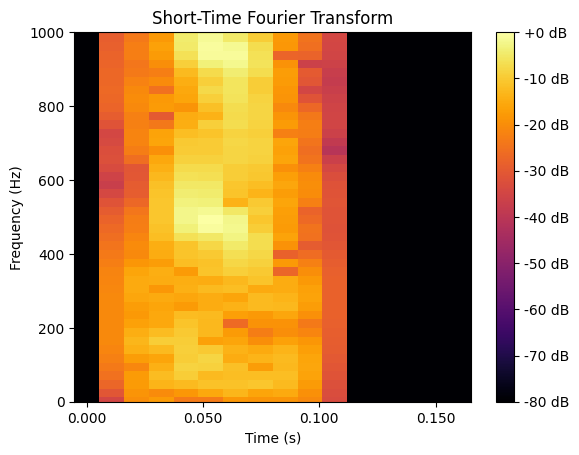 Short-Time Fourier Transform
1000
800
600
400
200
0
Frequency (Hz)
0.000
0.050
0.100
0.150
Time (s)
+0 dB
-10 dB
-20 dB
-30 dB
-40 dB
-50 dB
-60 dB
-70 dB
-80 dB